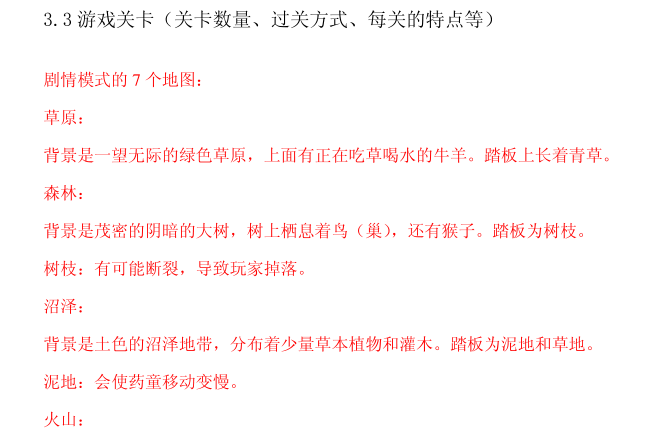 3.3 游戏关卡（关卡数量、过关方式、每关的特点等）
剧情模式的 7 个地图：
草原：
背景是一望无际的绿色草原，上面有正在吃草喝水的牛羊。踏板上长着青草。
森林：
背景是茂密的阴暗的大树，树上栖息着鸟（巢），还有猴子。踏板为树枝。
树枝：有可能断裂，导致玩家掉落。
沼泽：
背景是土色的沼泽地带，分布着少量草本植物和灌木。踏板为泥地和草地。
泥地：会使药童移动变慢。
火山：